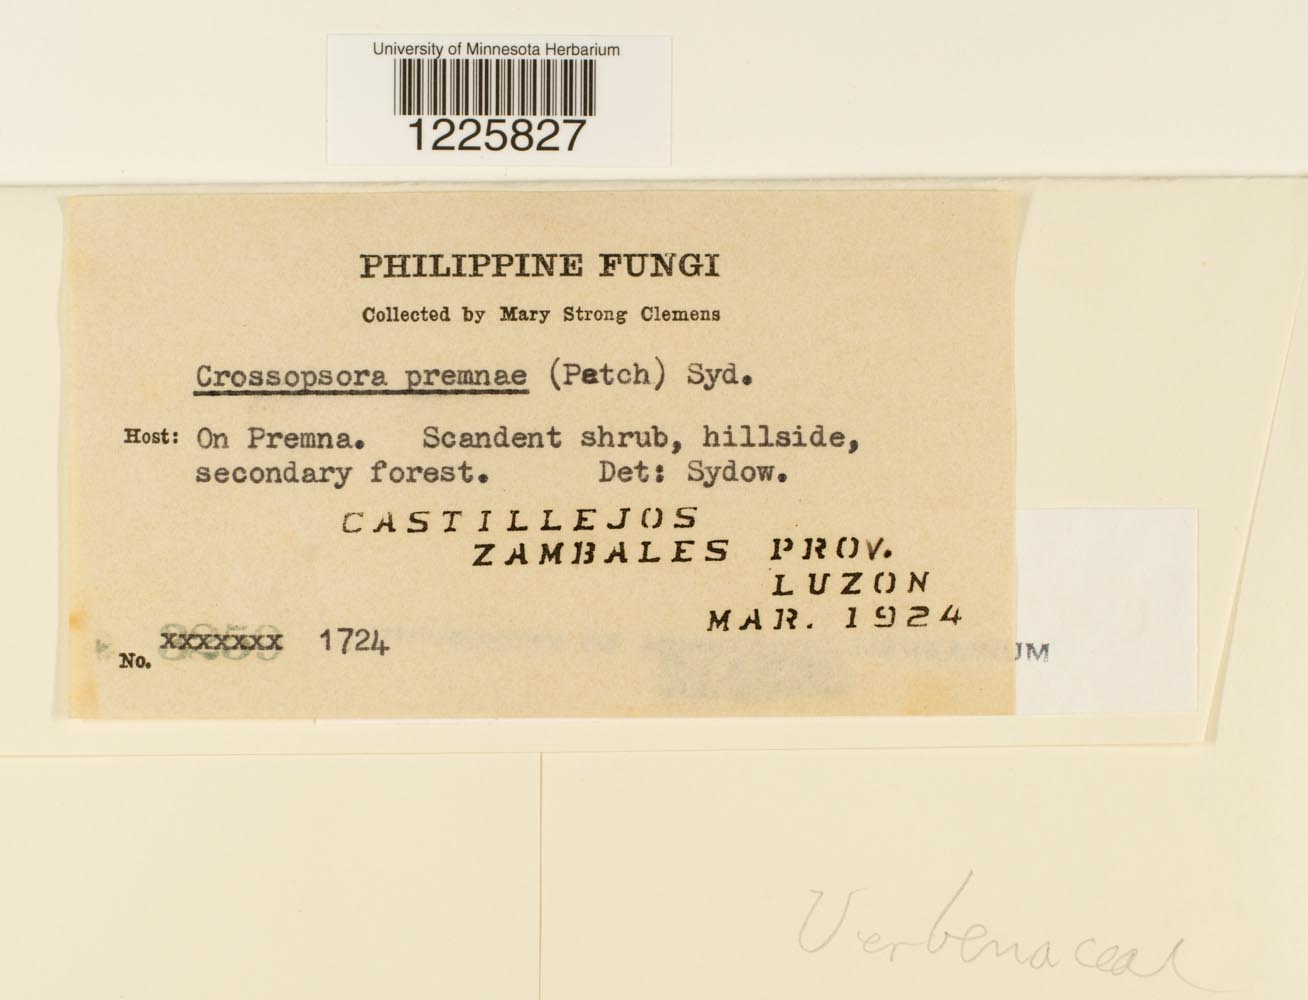 University of Minnesota Herbarium
1225827
PHILIPPINE FUNGI
Collected by Mary Strong Clemens
Crossopsora premnae (Petch) Syd.
Host: On Premna. Scandent shrub, hillside,
secondary forest. Det: Sydow.
CASTILLEJOS
ZAMBALES PROV.
LUZON
MAR. 1924
No. xxxxxxx 1724
UM
Verbenaceae